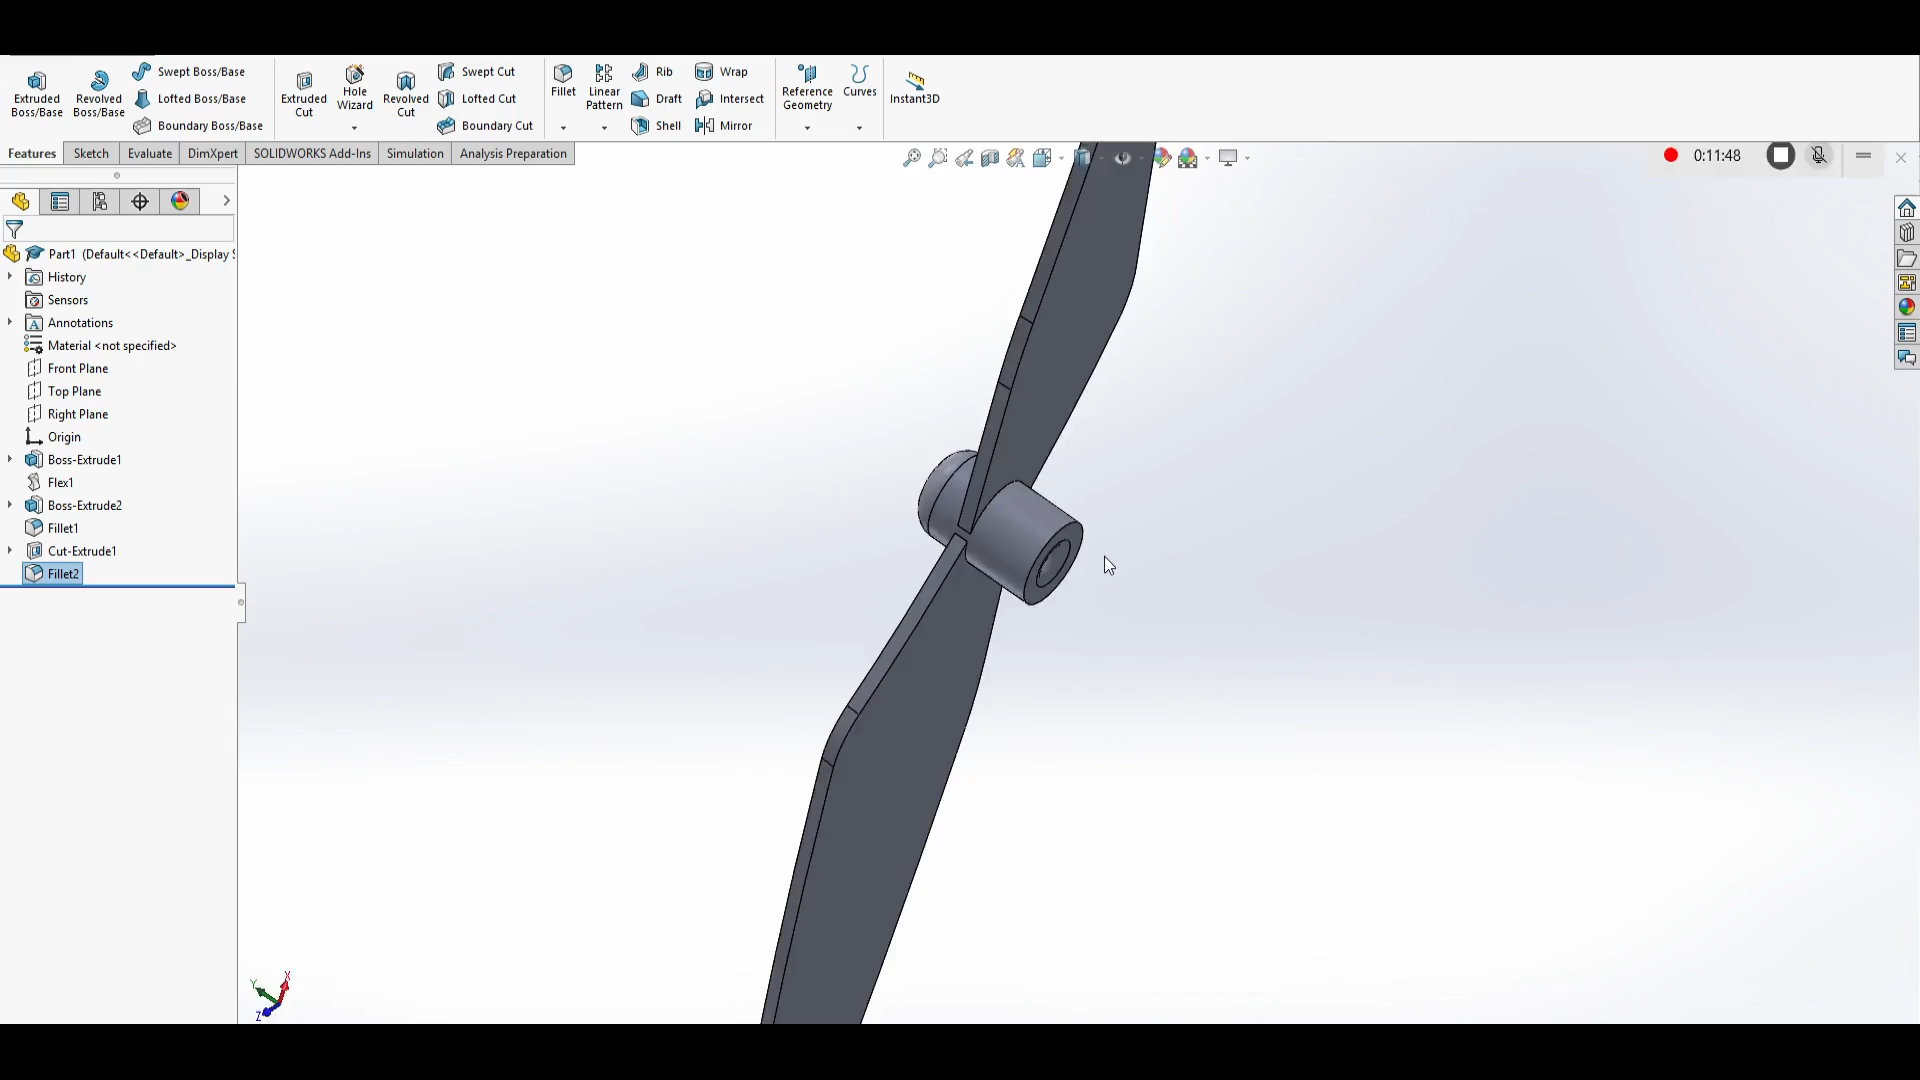 Extruded Boss/Base
Revolved Boss/Base
Swept Boss/Base
Lofted Boss/Base
Boundary Boss/Base
Extruded Cut
Hole Wizard
Revolved Cut
Swept Cut
Lofted Cut
Boundary Cut
Fillet
Linear Pattern
Rib
Draft
Shell
Wrap
Intersect
Mirror
Reference Geometry
Curves
Instant3D
Features
Sketch
Evaluate
DimXpert
SOLIDWORKS Add-Ins
Simulation
Analysis Preparation
0:11:48
Part1 (Default<<Default>_Display
History
Sensors
Annotations
Material <not specified>
Front Plane
Top Plane
Right Plane
Origin
Boss-Extrude1
Flex1
Boss-Extrude2
Fillet1
Cut-Extrude1
Fillet2
X
Y
Z